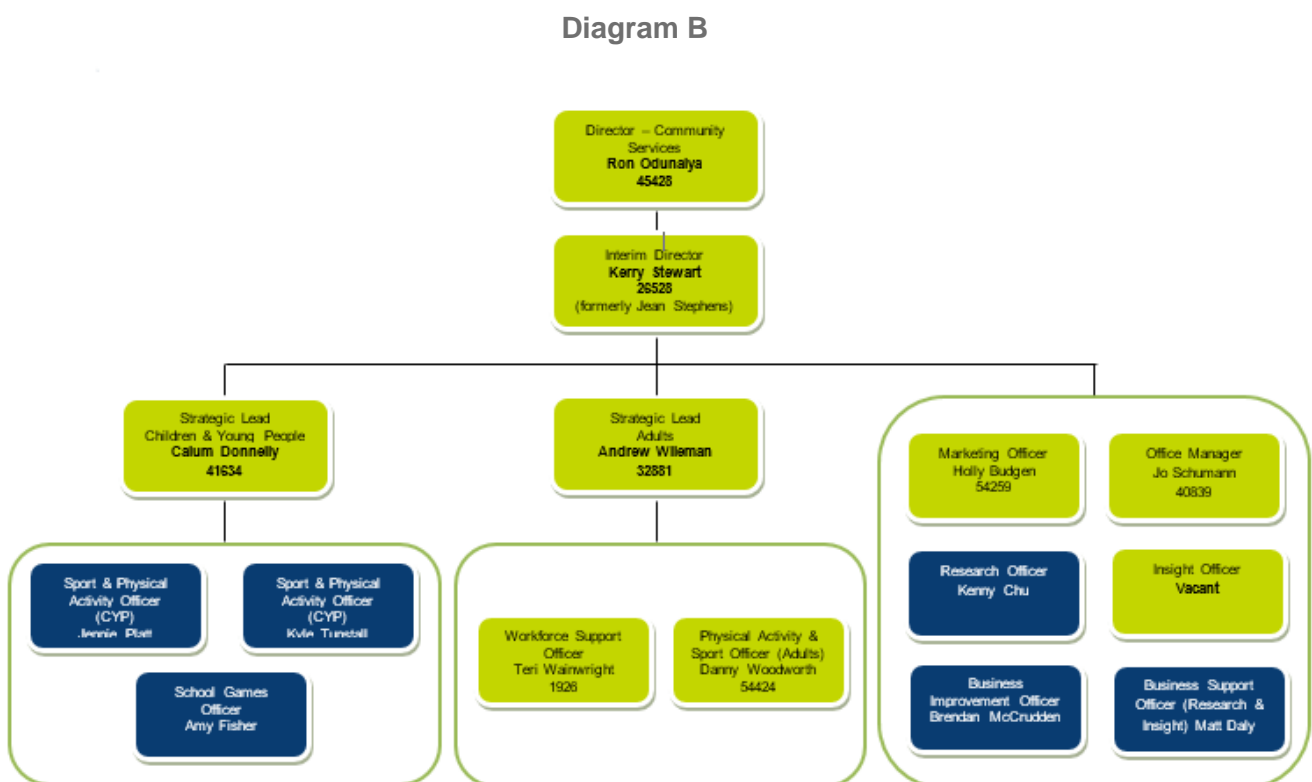 Diagram B
Director – Community
Services
Ron Odunaiya
45428
Interim Director
Kerry Stewart
26528
(formerly Jean Stephens)
Strategic Lead
Children & Young People
Calum Donnelly
41634
Strategic Lead
Adults
Andrew Wileman
32881
Marketing Officer
Holly Budgen
54259
Office Manager
Jo Schumann
40839
Research Officer
Kenny Chu
Insight Officer
Vacant
Business
Improvement Officer
Brendan McCrudden
Business Support
Officer (Research &
Insight) Matt Daly
Sport & Physical
Activity Officer
(CYP)
Jennie Platt
Sport & Physical
Activity Officer
(CYP)
Kyle Tunstall
School Games
Officer
Amy Fisher
Workforce Support
Officer
Teri Wainwright
1926
Physical Activity &
Sport Officer (Adults)
Danny Woodworth
54424